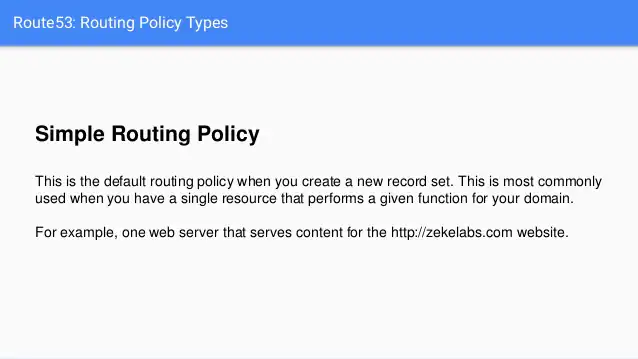 Route53: Routing Policy Types
Simple Routing Policy
This is the default routing policy when you create a new record set. This is most commonly
used when you have a single resource that performs a given function for your domain.
For example, one web server that serves content for the http://zekelabs.com website.